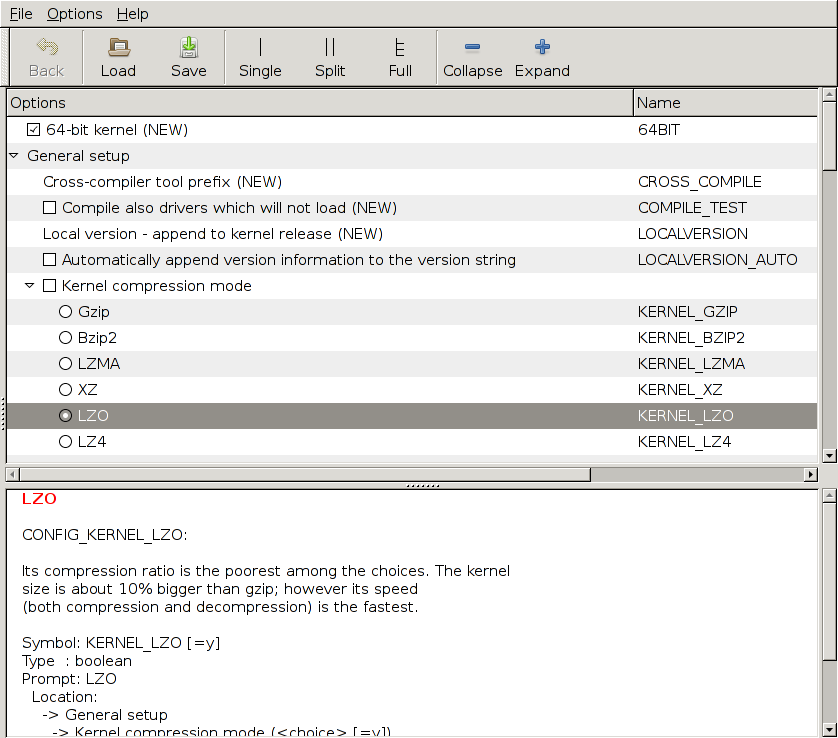 File Options Help
Back Load Save Single Split Full Collapse Expand
Options Name
64-bit kernel (NEW) 64BIT
General setup
Cross-compiler tool prefix (NEW) CROSS_COMPILE
Compile also drivers which will not load (NEW) COMPILE_TEST
Local version - append to kernel release (NEW) LOCALVERSION
Automatically append version information to the version string LOCALVERSION_AUTO
Kernel compression mode
Gzip KERNEL_GZIP
Bzip2 KERNEL_BZIP2
LZMA KERNEL_LZMA
XZ KERNEL_XZ
LZO KERNEL_LZO
LZ4 KERNEL_LZ4
LZO
CONFIG_KERNEL_LZO:
Its compression ratio is the poorest among the choices. The kernel
size is about 10% bigger than gzip; however its speed
(both compression and decompression) is the fastest.
Symbol: KERNEL_LZO [=y]
Type : boolean
Prompt: LZO
Location:
-> General setup
-> Kernel compression mode (<choice> [=y])